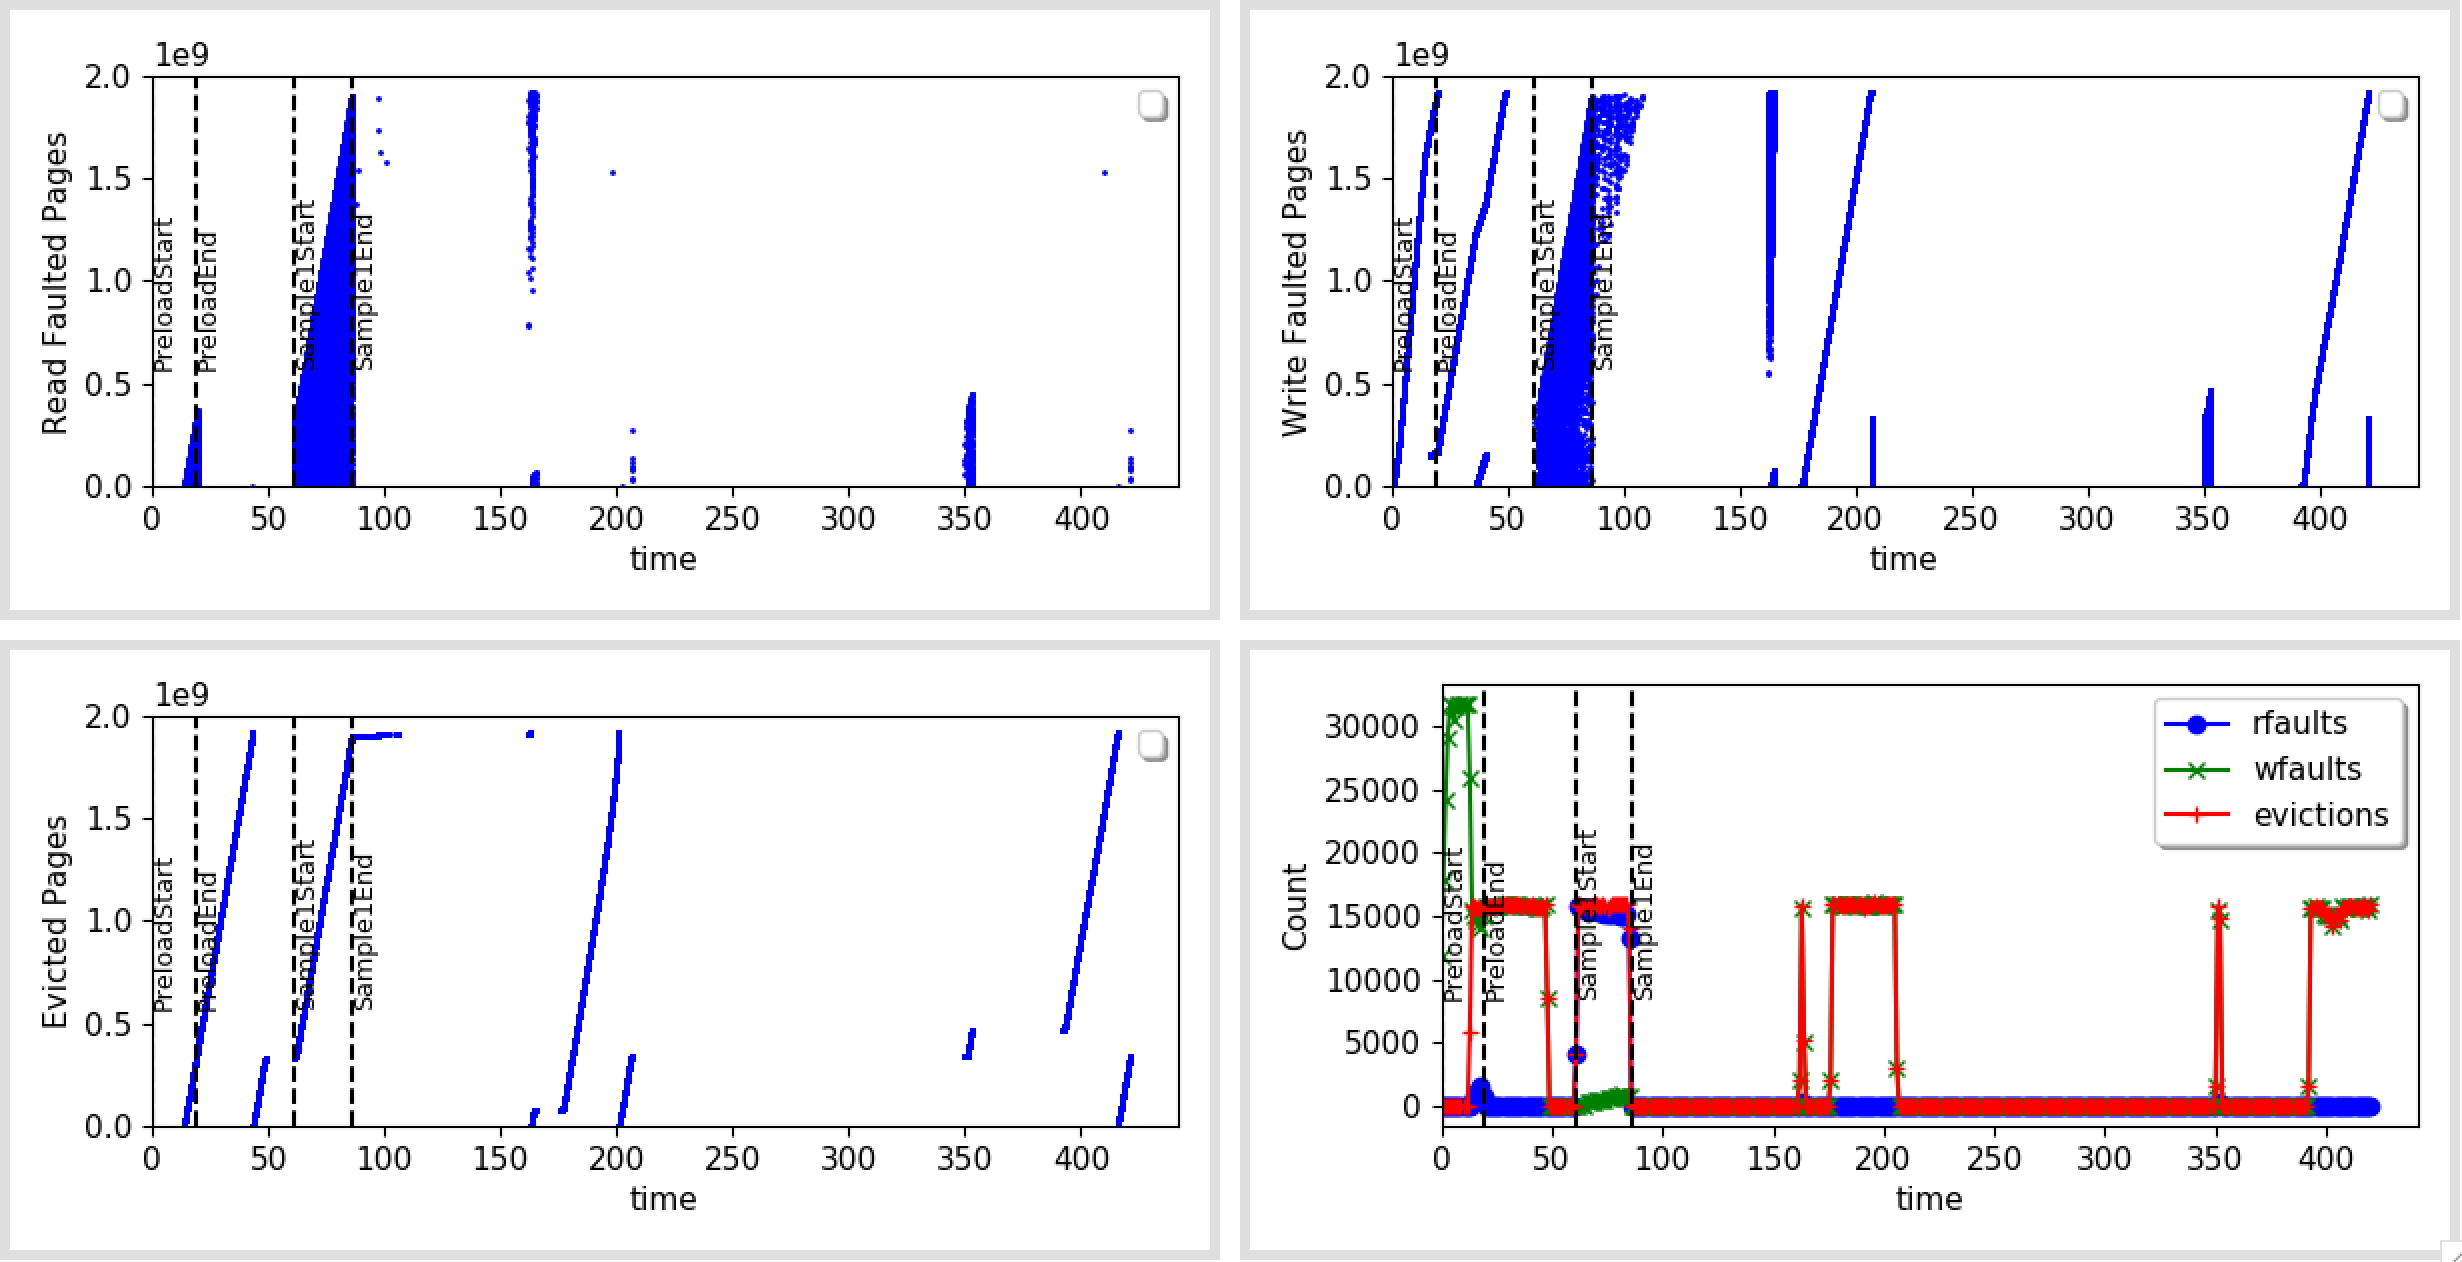 1e9
2.0
1.5
1.0
0.5
0.0
Read Faulted Pages
PreloadStart
PreloadEnd
Sample1Start
Sample1End
0 50 100 150 200 250 300 350 400
time
1e9
2.0
1.5
1.0
0.5
0.0
Write Faulted Pages
PreloadStart
PreloadEnd
Sample1Start
Sample1End
0 50 100 150 200 250 300 350 400
time
1e9
2.0
1.5
1.0
0.5
0.0
Evicted Pages
PreloadStart
PreloadEnd
Sample1Start
Sample1End
0 50 100 150 200 250 300 350 400
time
30000
25000
20000
15000
10000
5000
0
Count
PreloadStart
PreloadEnd
Sample1Start
Sample1End
rfaults
wfaults
evictions
0 50 100 150 200 250 300 350 400
time